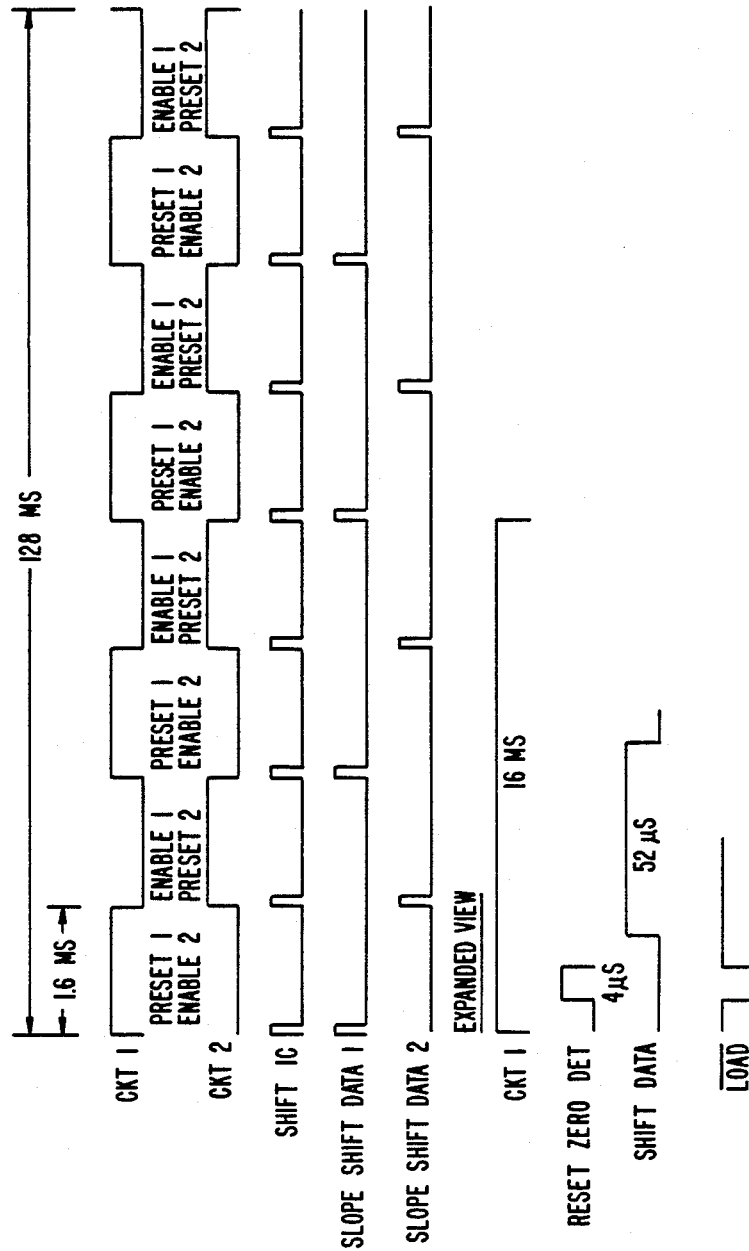 128 MS
1.6 MS
CKT 1
PRESET 1
ENABLE 2
ENABLE 1
PRESET 2
PRESET 1
ENABLE 2
ENABLE 1
PRESET 2
PRESET 1
ENABLE 2
ENABLE 1
PRESET 2
PRESET 1
ENABLE 2
ENABLE 1
PRESET 2
CKT 2
SHIFT IC
SLOPE SHIFT DATA 1
SLOPE SHIFT DATA 2
EXPANDED VIEW
CKT 1
16 MS
RESET ZERO DET
4µS
SHIFT DATA
52 µS
LOAD